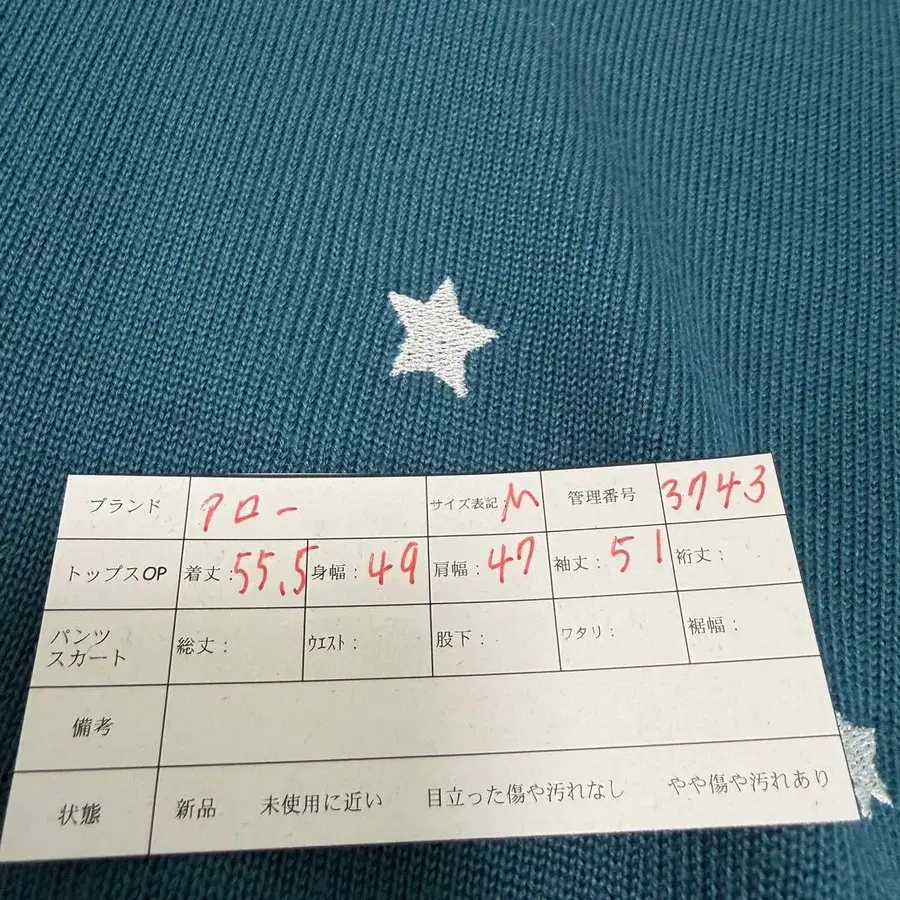 ブランド アロー サイズ表記: M 管理番号 3743
トップスOP 着丈:55.5 身幅:49 肩幅:47 袖丈:51 裄丈:
パンツ
スカート 総丈: ウエスト: 股下: ワタリ: 裾幅:
備考
状態 新品 未使用に近い 目立った傷や汚れなし やや傷や汚れあり